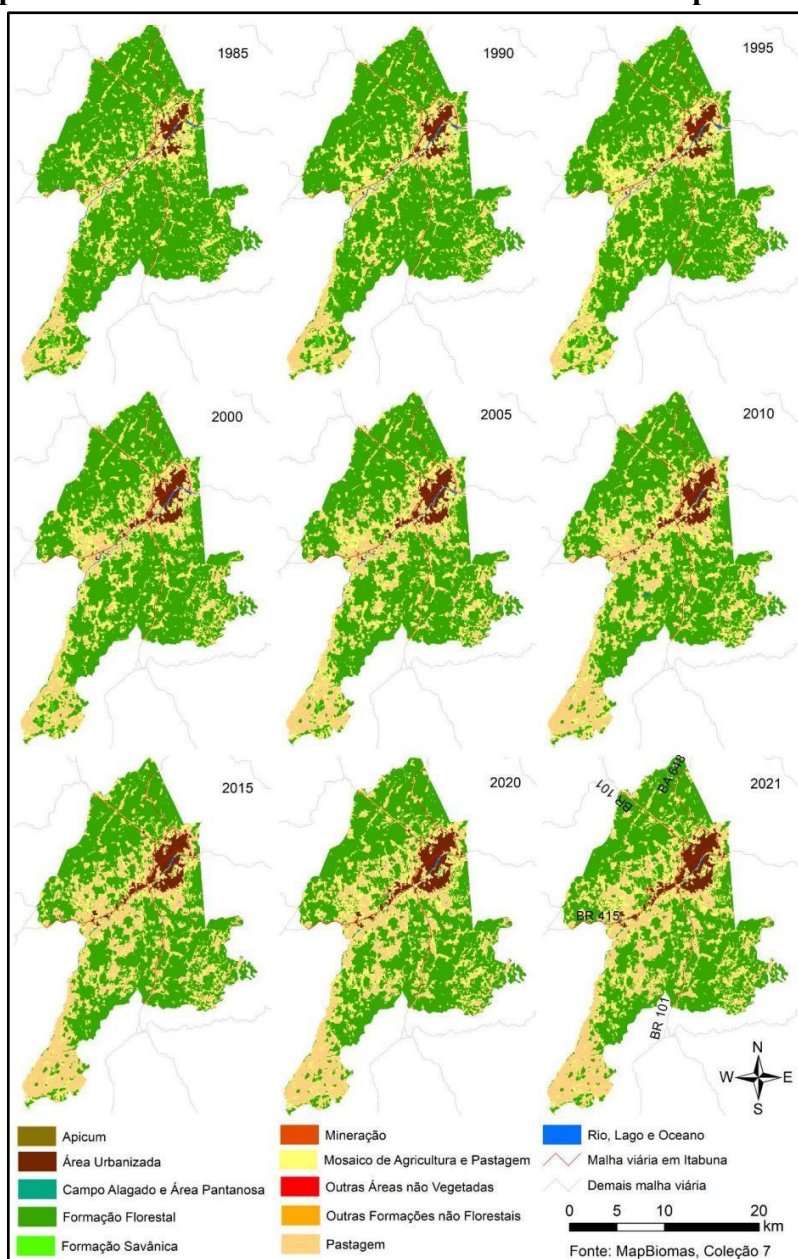 1985
1990
1995
2000
2005
2010
2015
2020
2021
BR 101
BA 648
BR 415
BR 101
N
W E
S
Apicum
Área Urbanizada
Campo Alagado e Área Pantanosa
Formação Florestal
Formação Savânica
Mineração
Mosaico de Agricultura e Pastagem
Outras Áreas não Vegetadas
Outras Formações não Florestais
Pastagem
Rio, Lago e Oceano
Malha viária em Itabuna
Demais malha viária
0 5 10 20
km
Fonte: MapBiomas, Coleção 7